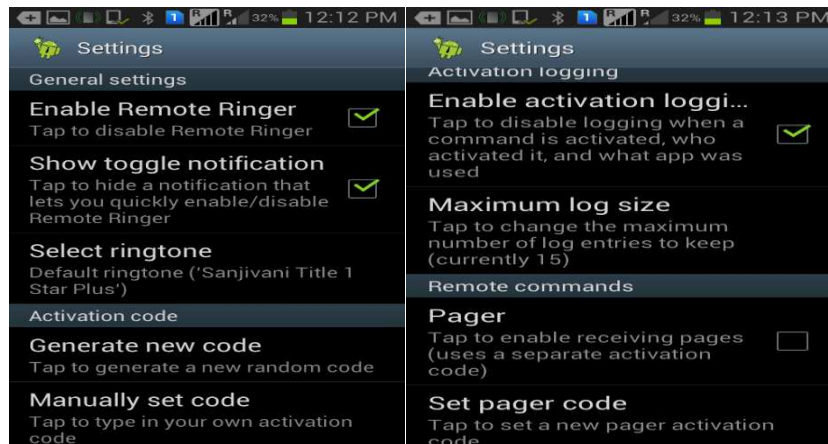 32% 12:12 PM
Settings
General settings
Enable Remote Ringer
Tap to disable Remote Ringer
Show toggle notification
Tap to hide a notification that
lets you quickly enable/disable
Remote Ringer
Select ringtone
Default ringtone ('Sanjivani Title 1
Star Plus')
Activation code
Generate new code
Tap to generate a new random code
Manually set code
Tap to type in your own activation
code
32% 12:13 PM
Settings
Activation logging
Enable activation loggi...
Tap to disable logging when a
command is activated, who
activated it, and what app was
used
Maximum log size
Tap to change the maximum
number of log entries to keep
(currently 15)
Remote commands
Pager
Tap to enable receiving pages
(uses a separate activation
code)
Set pager code
Tap to set a new pager activation
code